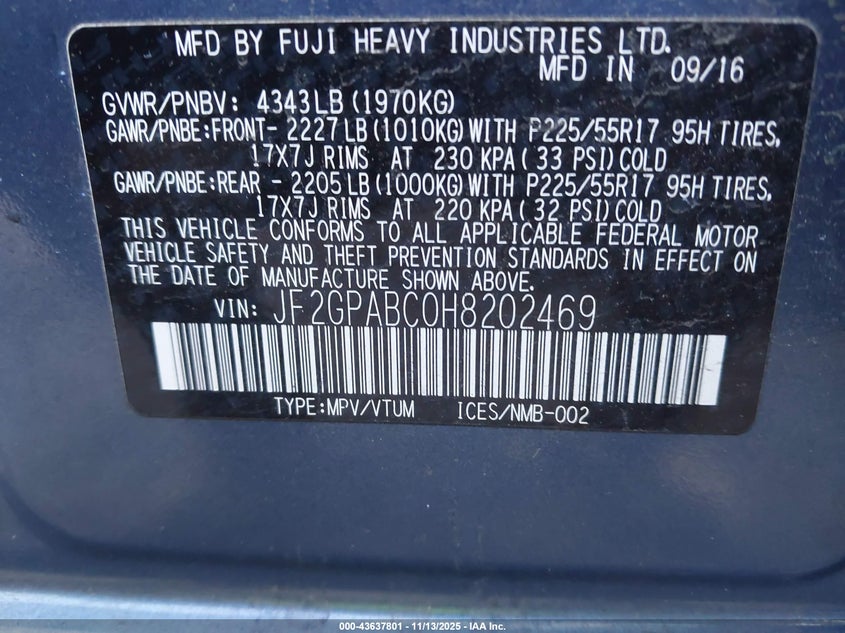 MFD BY FUJI HEAVY INDUSTRIES LTD.
MFD IN 09/16
GVWR/PNBV: 4343LB (1970KG)
GAWR/PNBE:FRONT- 2227 LB (1010KG) WITH P225/55R17 95H TIRES,
17X7J RIMS AT 230 KPA ( 33 PSI) COLD
GAWR/PNBE:REAR - 2205 LB (1000KG) WITH P225/55R17 95H TIRES,
17X7J RIMS AT 220 KPA ( 32 PSI) COLD
THIS VEHICLE CONFORMS TO ALL APPLICABLE FEDERAL MOTOR
VEHICLE SAFETY AND THEFT PREVENTION STANDARDS IN EFFECT ON
THE DATE OF MANUFACTURE SHOWN ABOVE.
VIN: JF2GPABC0H8202469
TYPE:MPV/VTUM ICES/NMB-002
000-43637801 - 11/13/2025 - IAA Inc.